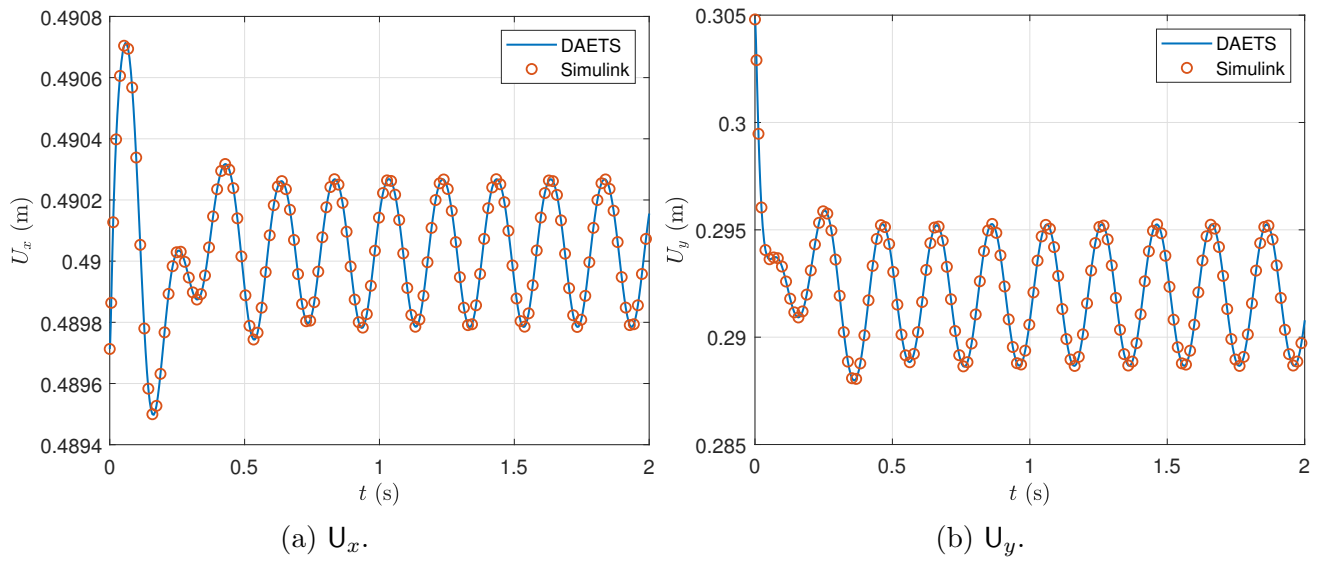 0.4908
0.4906
0.4904
0.4902
0.49
0.4898
0.4896
0.4894
U_x (m)
DAETS
Simulink
0
0.5
1
1.5
2
t (s)
(a) U_x.
0.305
0.3
0.295
0.29
0.285
U_y (m)
DAETS
Simulink
0
0.5
1
1.5
2
t (s)
(b) U_y.